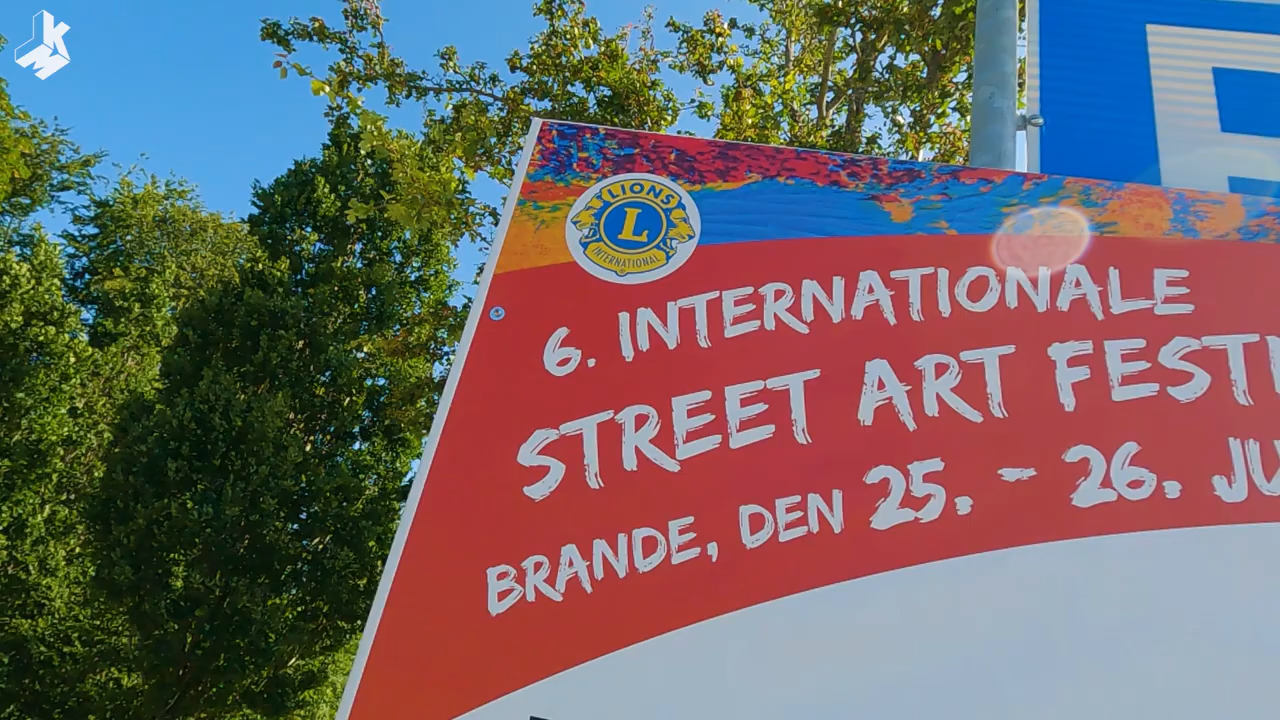 LIONS
L
INTERNATIONAL
6. INTERNATIONALE
STREET ART FESTI
BRANDE, DEN 25. - 26. JU